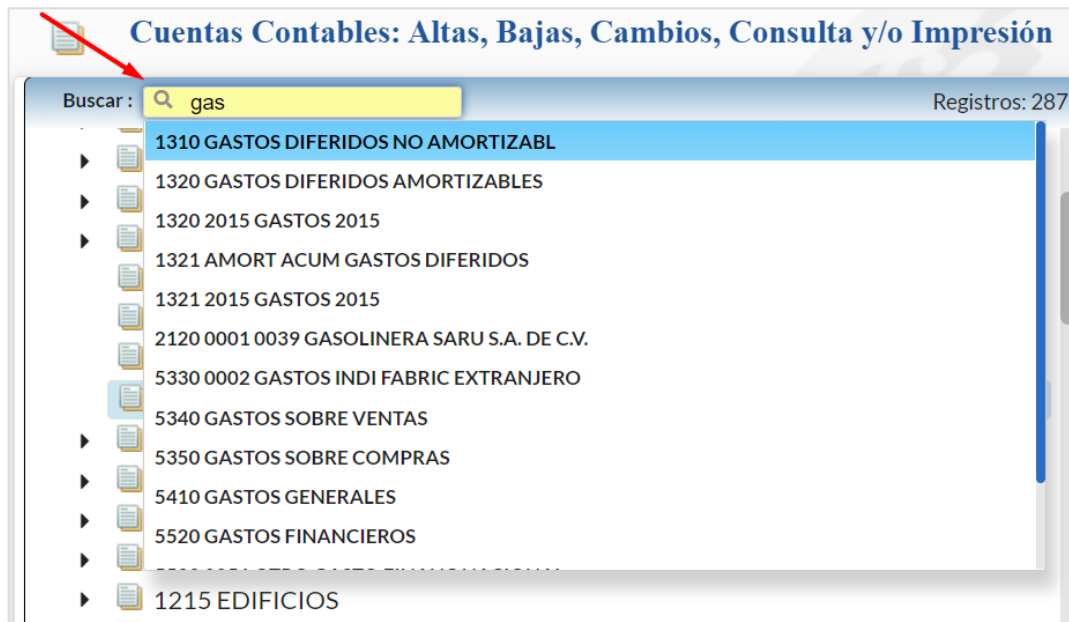 Cuentas Contables: Altas, Bajas, Cambios, Consulta y/o Impresión
Buscar : gas Registros: 287
1310 GASTOS DIFERIDOS NO AMORTIZABL
1320 GASTOS DIFERIDOS AMORTIZABLES
1320 2015 GASTOS 2015
1321 AMORT ACUM GASTOS DIFERIDOS
1321 2015 GASTOS 2015
2120 0001 0039 GASOLINERA SARU S.A. DE C.V.
5330 0002 GASTOS INDI FABRIC EXTRANJERO
5340 GASTOS SOBRE VENTAS
5350 GASTOS SOBRE COMPRAS
5410 GASTOS GENERALES
5520 GASTOS FINANCIEROS
1215 EDIFICIOS